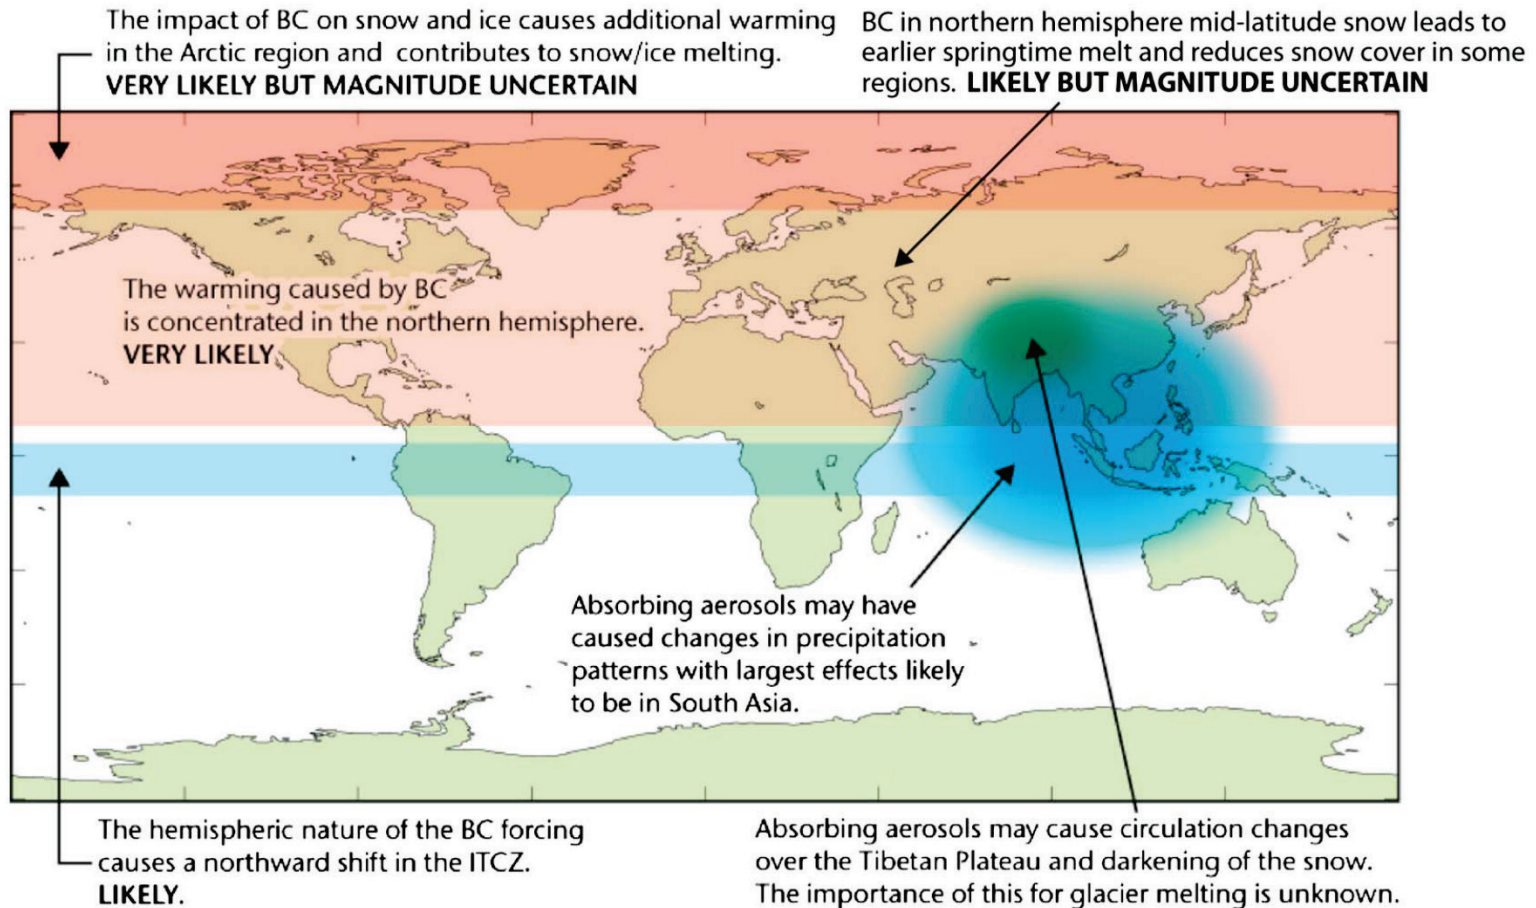 The impact of BC on snow and ice causes additional warming
in the Arctic region and contributes to snow/ice melting.
VERY LIKELY BUT MAGNITUDE UNCERTAIN
BC in northern hemisphere mid-latitude snow leads to
earlier springtime melt and reduces snow cover in some
regions. LIKELY BUT MAGNITUDE UNCERTAIN
The warming caused by BC
is concentrated in the northern hemisphere.
VERY LIKELY
Absorbing aerosols may have
caused changes in precipitation
patterns with largest effects likely
to be in South Asia.
The hemispheric nature of the BC forcing
causes a northward shift in the ITCZ.
LIKELY.
Absorbing aerosols may cause circulation changes
over the Tibetan Plateau and darkening of the snow.
The importance of this for glacier melting is unknown.